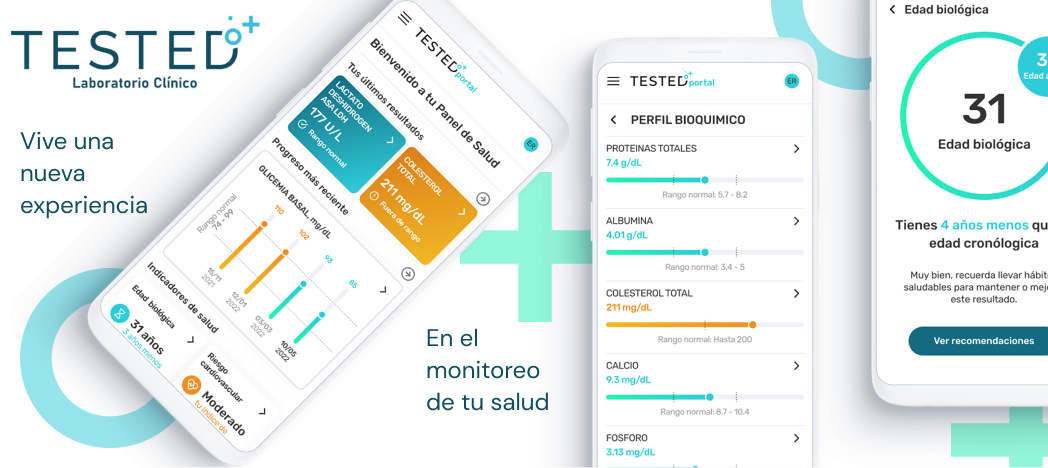 TESTED
Laboratorio Clínico
Vive una
nueva
experiencia
TESTED
portal
ER
Bienvenido a tu Panel de Salud
Tus últimos resultados
LACTATO
DESHIDROGEN
ASA LDH
177 U/L
Rango normal
COLESTEROL
TOTAL
211 mg/dL
Fuera de rango
Progreso más reciente
GLICEMIA BASAL mg/dL
Rango normal
74 - 99
110
102
93
85
15/11
2021
12/01
2022
03/03
2022
10/05
2022
Indicadores de salud
Edad biológica
31 años
3 años menos
Riesgo
cardiovascular
Moderado
tu índice de
En el
monitoreo
de tu salud
TESTED
portal
ER
PERFIL BIOQUIMICO
PROTEINAS TOTALES
7.4 g/dL
Rango normal: 5.7 - 8.2
ALBUMINA
4.01 g/dL
Rango normal: 3.4 - 5
COLESTEROL TOTAL
211 mg/dL
Rango normal: Hasta 200
CALCIO
9.3 mg/dL
Rango normal: 8.7 - 10.4
FOSFORO
3.13 mg/dL
Edad biológica
3
Edad a
31
Edad biológica
Tienes 4 años menos qu
edad cronólogica
Muy bien, recuerda llevar hábito
saludables para mantener o mejo
este resultado.
Ver recomendaciones